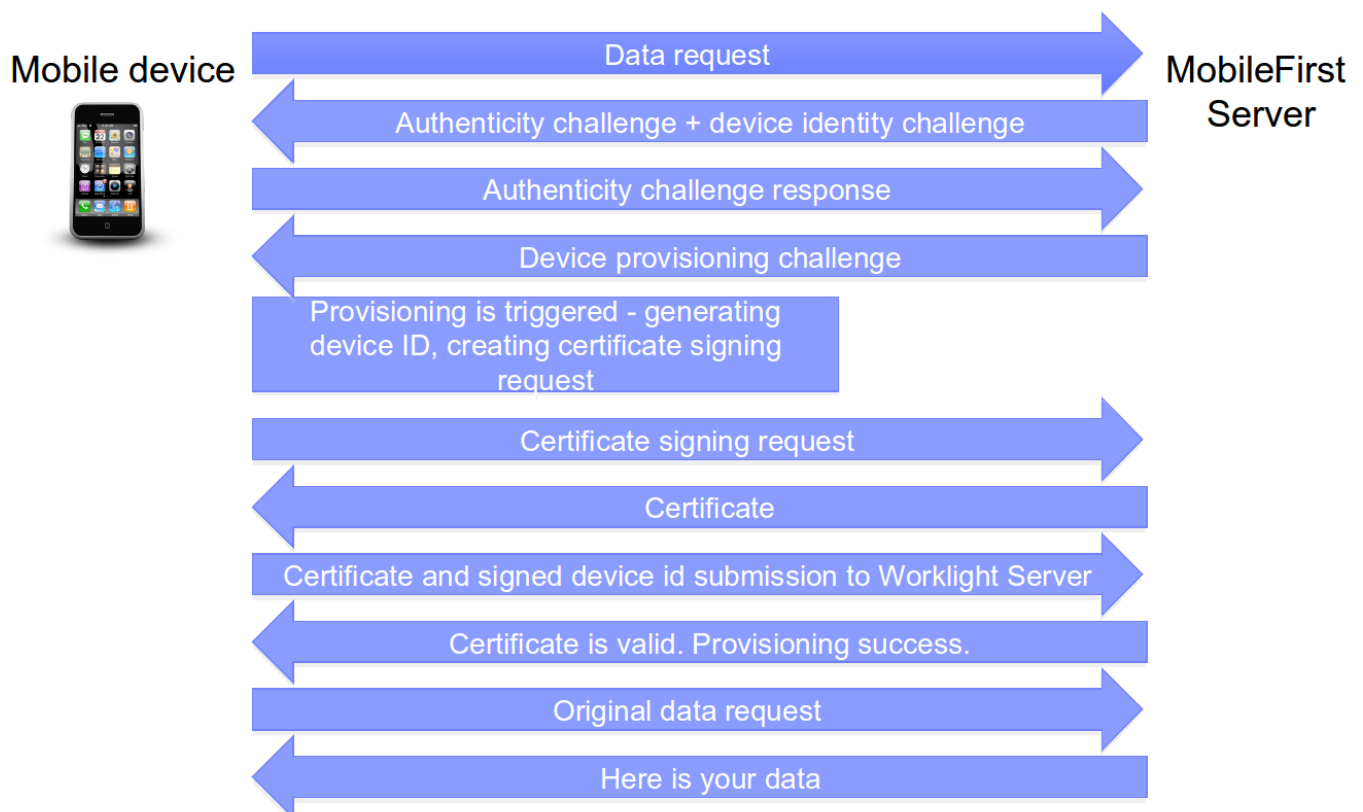 Data request
Mobile device
MobileFirst
Server
Authenticity challenge + device identity challenge
Authenticity challenge response
Device provisioning challenge
Provisioning is triggered - generating
device ID, creating certificate signing
request
Certificate signing request
Certificate
Certificate and signed device id submission to Worklight Server
Certificate is valid. Provisioning success.
Original data request
Here is your data